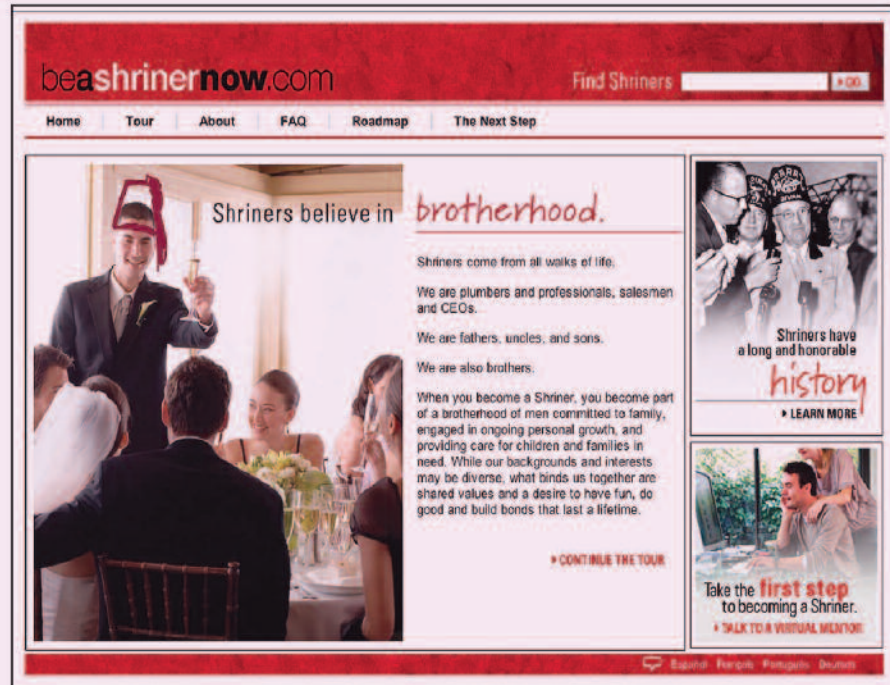 beashrinernow.com
Find Shriners
GO
Home Tour About FAQ Roadmap The Next Step
Shriners believe in brotherhood.
Shriners come from all walks of life.
We are plumbers and professionals, salesmen
and CEOs.
We are fathers, uncles, and sons.
We are also brothers.
When you become a Shriner, you become part
of a brotherhood of men committed to family,
engaged in ongoing personal growth, and
providing care for children and families in
need. While our backgrounds and interests
may be diverse, what binds us together are
shared values and a desire to have fun, do
good and build bonds that last a lifetime.
CONTINUE THE TOUR
Shriners have
a long and honorable
history
LEARN MORE
Take the first step
to becoming a Shriner.
TALK TO A VIRTUAL MENTOR
Español Français Português Deutsch